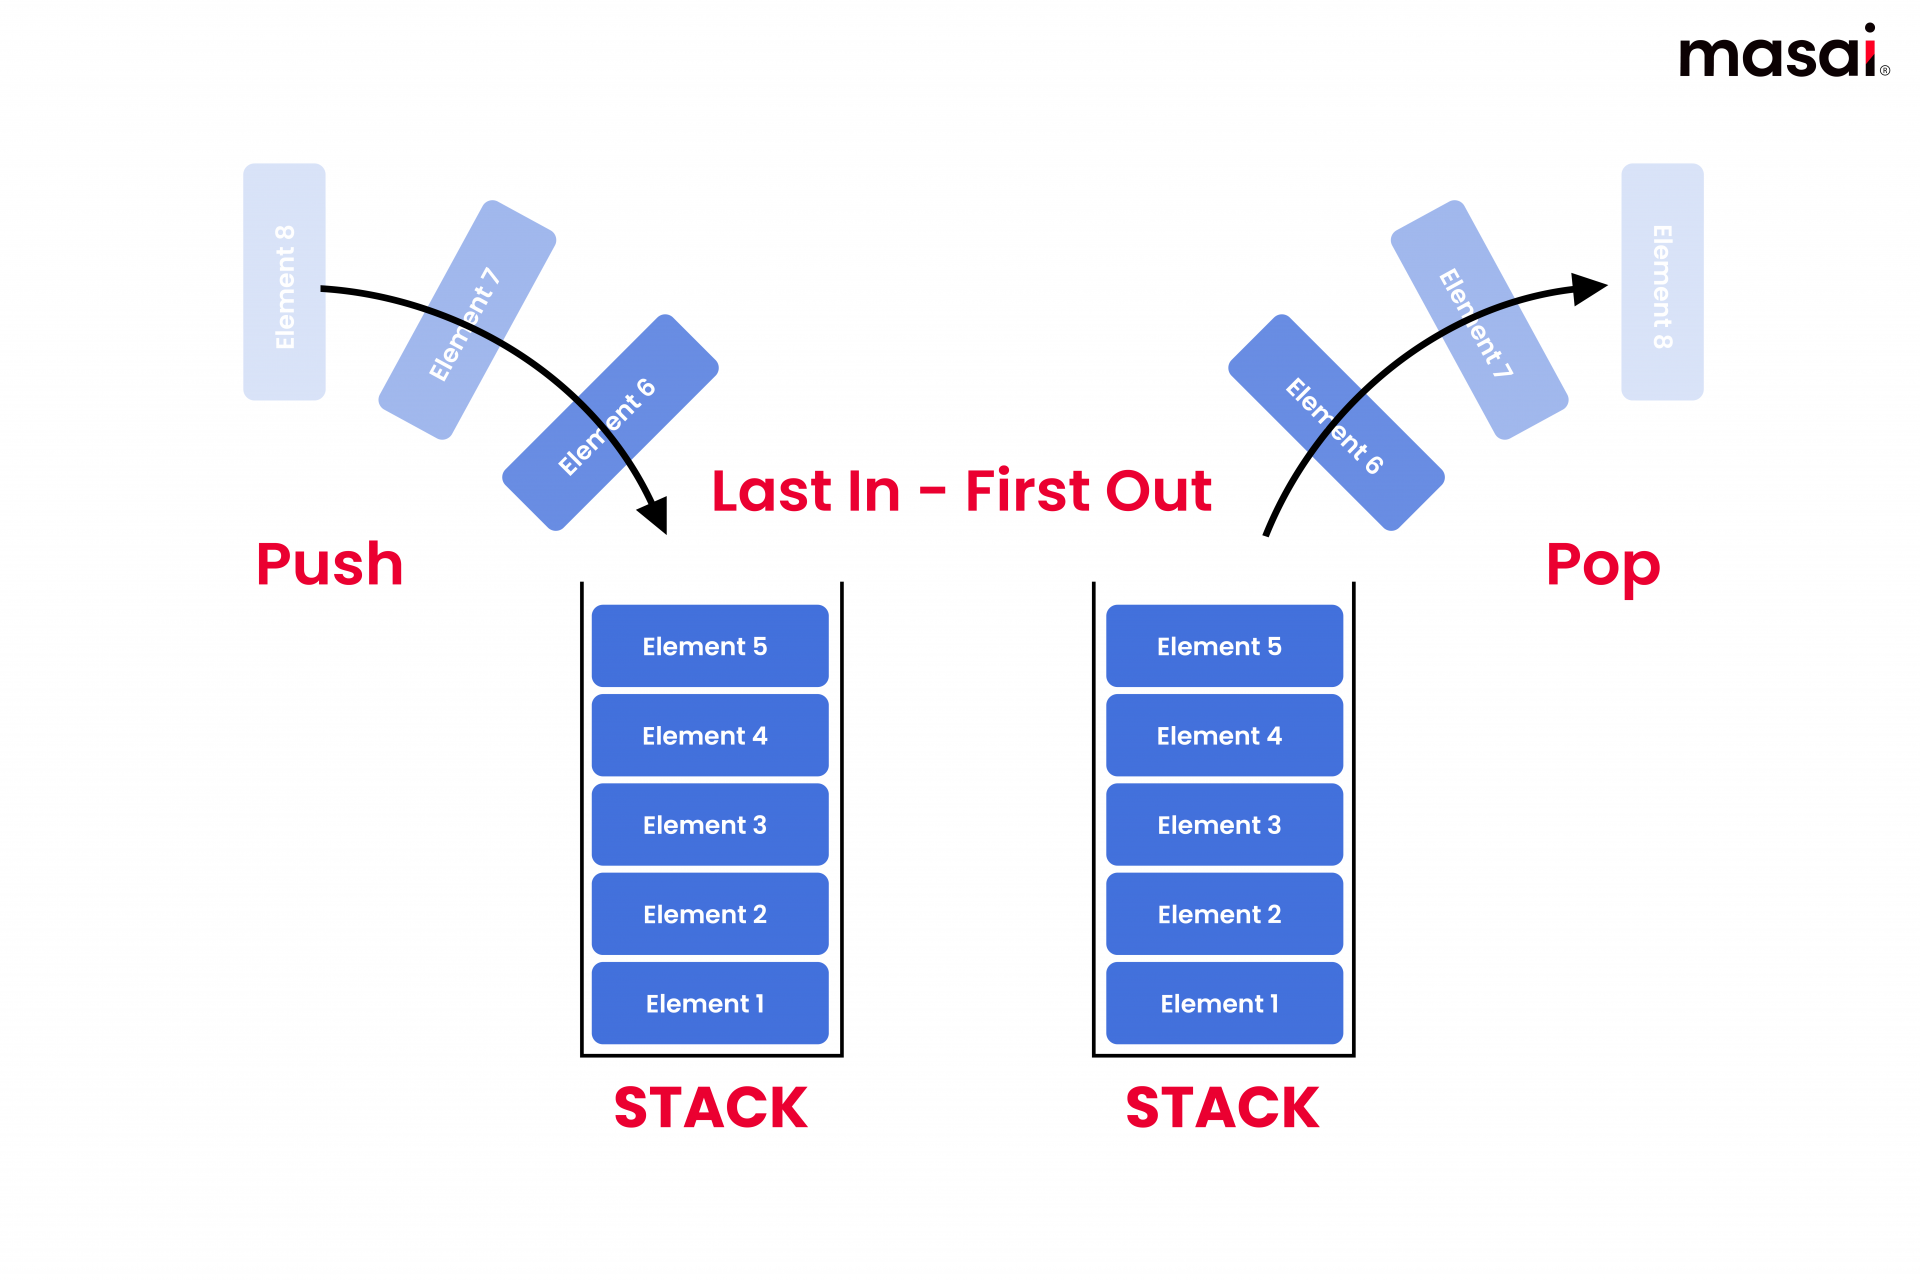 masai®
Element 8
Element 7
Element 6
Push
Last In - First Out
Element 6
Element 7
Element 8
Pop
Element 5
Element 4
Element 3
Element 2
Element 1
STACK
Element 5
Element 4
Element 3
Element 2
Element 1
STACK